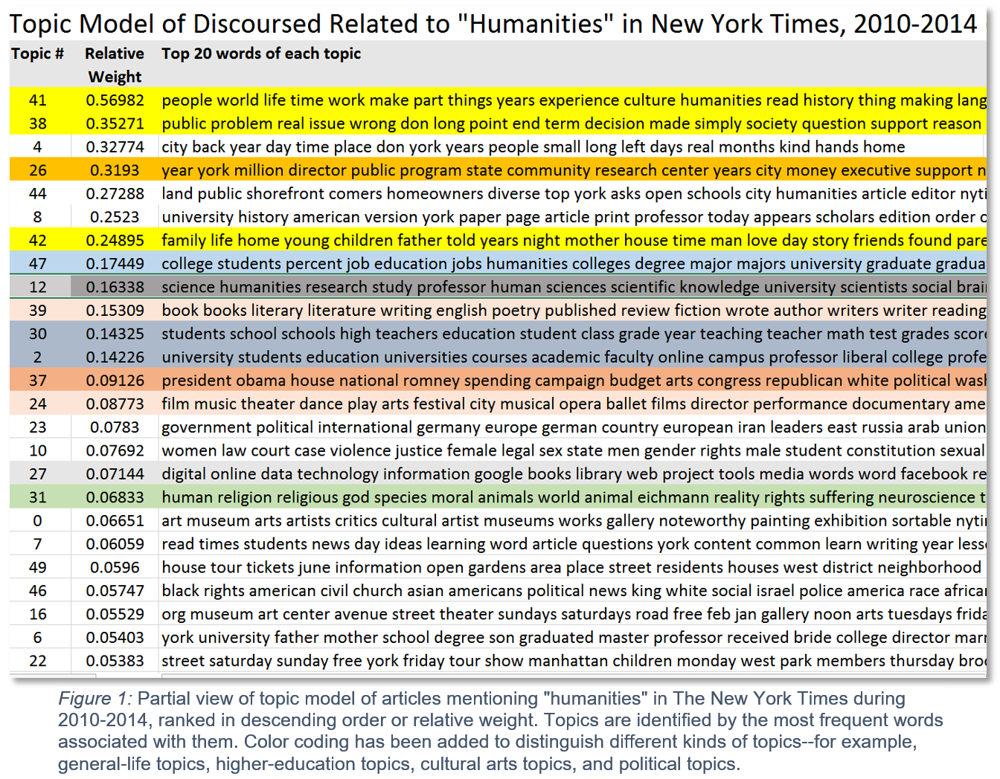 Topic Model of Discoursed Related to "Humanities" in New York Times, 2010-2014
Topic # Relative Weight Top 20 words of each topic
41 0.56982 people world life time work make part things years experience culture humanities read history thing making lang
38 0.35271 public problem real issue wrong don long point end term decision made simply society question support reason
4 0.32774 city back year day time place don york years people small long left days real months kind hands home
26 0.3193 year york million director public program state community research center years city money executive support n
44 0.27288 land public shorefront comers homeowners diverse top york asks open schools city humanities article editor nyti
8 0.2523 university history american version york paper page article print professor today appears scholars edition order o
42 0.24895 family life home young children father told years night mother house time man love day story friends found pare
47 0.17449 college students percent job education jobs humanities colleges degree major majors university graduate gradua
12 0.16338 science humanities research study professor human sciences scientific knowledge university scientists social brai
39 0.15309 book books literary literature writing english poetry published review fiction wrote author writers writer reading
30 0.14325 students school schools high teachers education student class grade year teaching teacher math test grades score
2 0.14226 university students education universities courses academic faculty online campus professor liberal college profe
37 0.09126 president obama house national romney spending campaign budget arts congress republican white political wash
24 0.08773 film music theater dance play arts festival city musical opera ballet films director performance documentary ame
23 0.0783 government political international germany europe german country european iran leaders east russia arab union
10 0.07692 women law court case violence justice female legal sex state men gender rights male student constitution sexual
27 0.07144 digital online data technology information google books library web project tools media words word facebook re
31 0.06833 human religion religious god species moral animals world animal eichmann reality rights suffering neuroscience t
0 0.06651 art museum arts artists critics cultural artist museums works gallery noteworthy painting exhibition sortable nyti
7 0.06059 read times students news day ideas learning word article questions york content common learn writing year less
49 0.0596 house tour tickets june information open gardens area place street residents houses west district neighborhood
46 0.05747 black rights american civil church asian americans political news king white social israel police america race africa
16 0.05529 org museum art center avenue street theater sundays saturdays road free feb jan gallery noon arts tuesdays frida
6 0.05403 york university father mother school degree son graduated master professor received bride college director marr
22 0.05383 street saturday sunday free york friday tour show manhattan children monday west park members thursday broo
Figure 1: Partial view of topic model of articles mentioning "humanities" in The New York Times during
2010-2014, ranked in descending order or relative weight. Topics are identified by the most frequent words
associated with them. Color coding has been added to distinguish different kinds of topics--for example,
general-life topics, higher-education topics, cultural arts topics, and political topics.